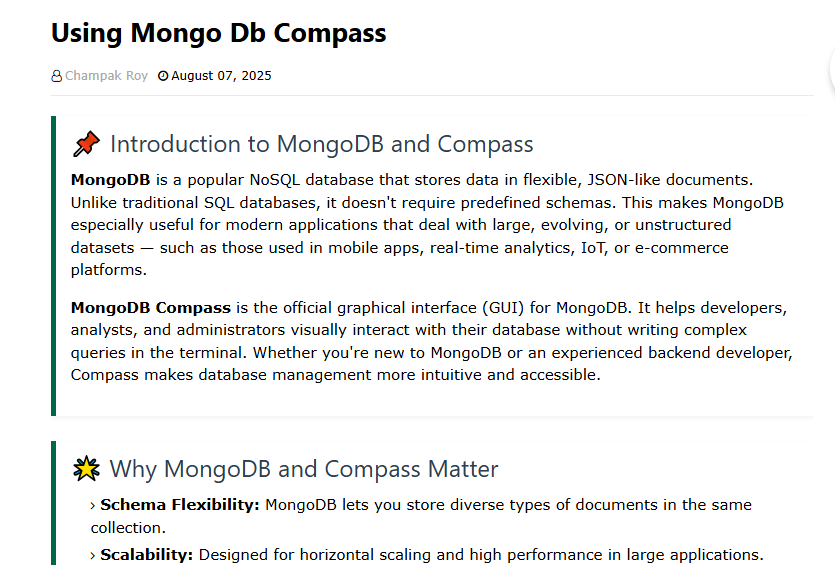 Using Mongo Db Compass
Champak Roy August 07, 2025
Introduction to MongoDB and Compass
MongoDB is a popular NoSQL database that stores data in flexible, JSON-like documents.
Unlike traditional SQL databases, it doesn't require predefined schemas. This makes MongoDB
especially useful for modern applications that deal with large, evolving, or unstructured
datasets — such as those used in mobile apps, real-time analytics, IoT, or e-commerce
platforms.
MongoDB Compass is the official graphical interface (GUI) for MongoDB. It helps developers,
analysts, and administrators visually interact with their database without writing complex
queries in the terminal. Whether you're new to MongoDB or an experienced backend developer,
Compass makes database management more intuitive and accessible.
Why MongoDB and Compass Matter
› Schema Flexibility: MongoDB lets you store diverse types of documents in the same
collection.
› Scalability: Designed for horizontal scaling and high performance in large applications.